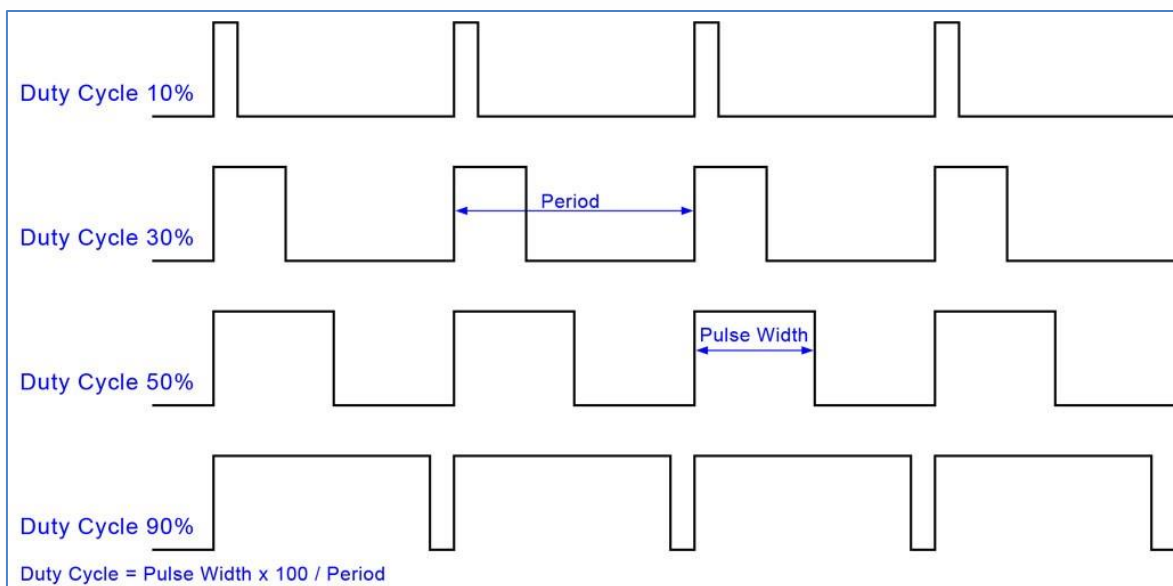 Duty Cycle 10%
Period
Duty Cycle 30%
Pulse Width
Duty Cycle 50%
Duty Cycle 90%
Duty Cycle = Pulse Width x 100 / Period